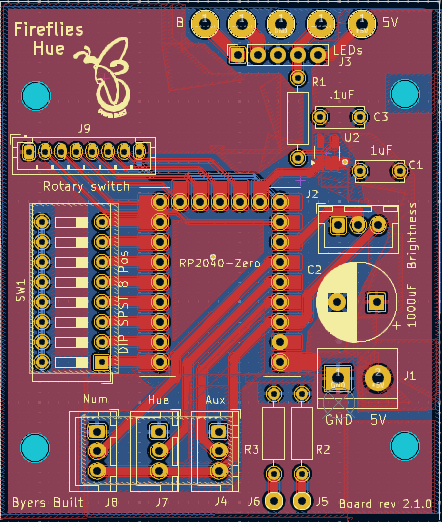 Fireflies
Hue
B
5V
LEDs
J3
R1
.1uF
C3
U2
1uF
C1
J9
Rotary switch
J2
RP2040-Zero
SW1
DIP SPST 8 Pos
Brightness
C2
1000uF
+
J1
GND 5V
Num Hue Aux
R3 R2
Byers Built
J8 J7 J4 J6 J5
Board rev 2.1.0